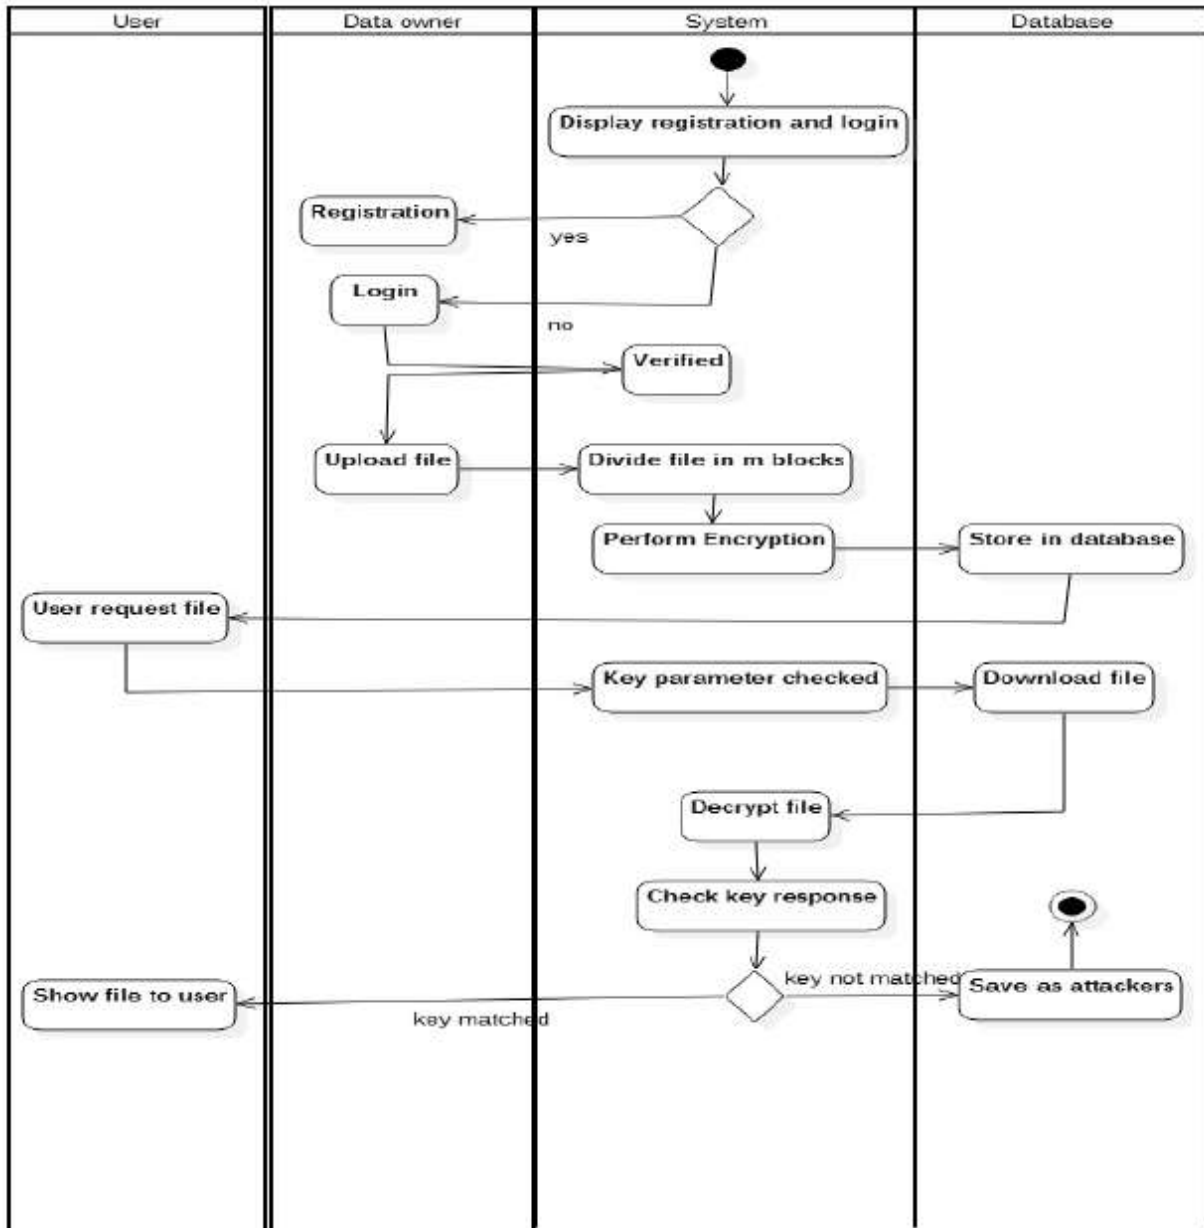 User
Data owner
System
Database
Display registration and login
Registration
yes
Login
no
Verified
Upload file
Divide file in m blocks
Perform Encryption
Store in database
User request file
Key parameter checked
Download file
Decrypt file
Check key response
key not matched
Show file to user
Save as attackers
key matched